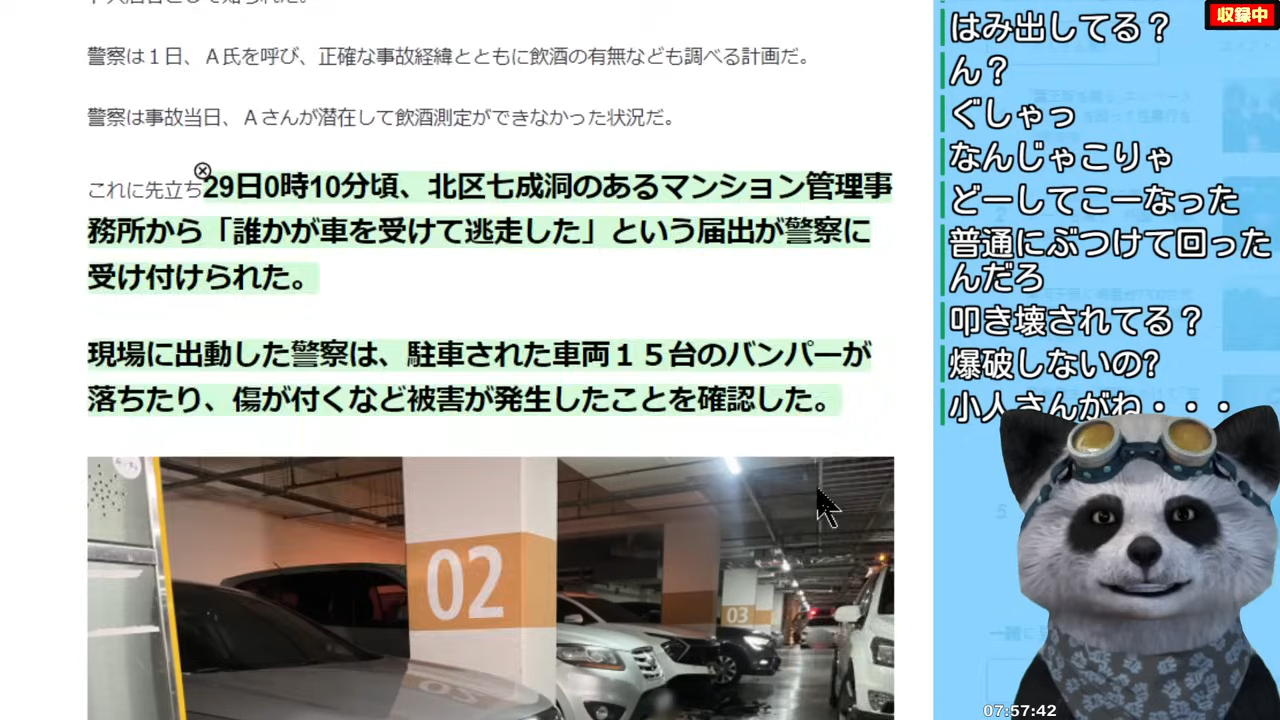 警察は１日、Ａ氏を呼び、正確な事故経緯とともに飲酒の有無なども調べる計画だ。
警察は事故当日、Ａさんが潜在して飲酒測定ができなかった状況だ。
これに先立ち29日0時10分頃、北区七成洞のあるマンション管理事
務所から「誰かが車を受けて逃走した」という届出が警察に
受け付けられた。
現場に出動した警察は、駐車された車両１５台のバンパーが
落ちたり、傷が付くなど被害が発生したことを確認した。
02
03
収録中
はみ出してる？
ん？
ぐしゃっ
なんじゃこりゃ
どーしてこーなった
普通にぶつけて回った
んだろ
叩き壊されてる？
爆破しないの?
小人さんがね・・・
07:57:42